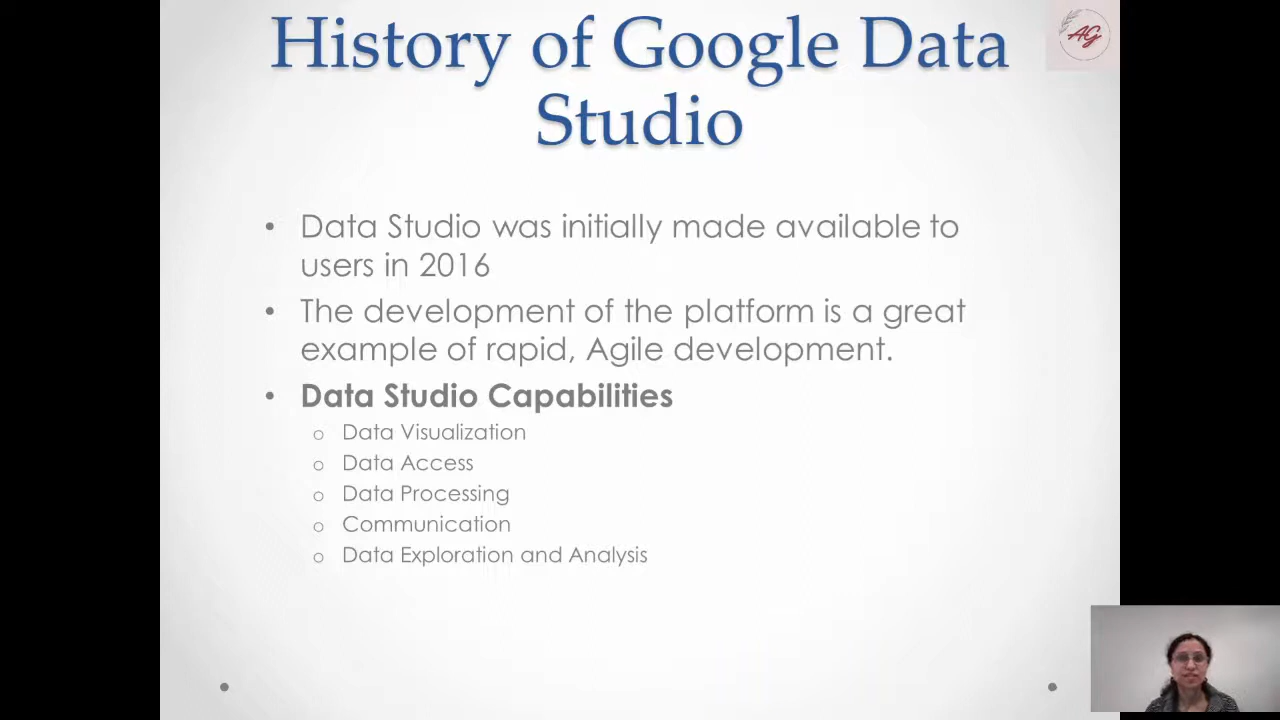 History of Google Data
Studio
AG
• Data Studio was initially made available to
users in 2016
• The development of the platform is a great
example of rapid, Agile development.
• Data Studio Capabilities
o Data Visualization
o Data Access
o Data Processing
o Communication
o Data Exploration and Analysis